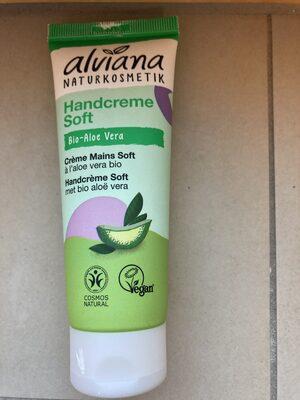 alviana
NATURKOSMETIK
Handcreme
Soft
Bio-Aloe Vera
Crème Mains Soft
à l'aloe vera bio
Handcrème Soft
met bio aloë vera
COSMOS
NATURAL
Vegan